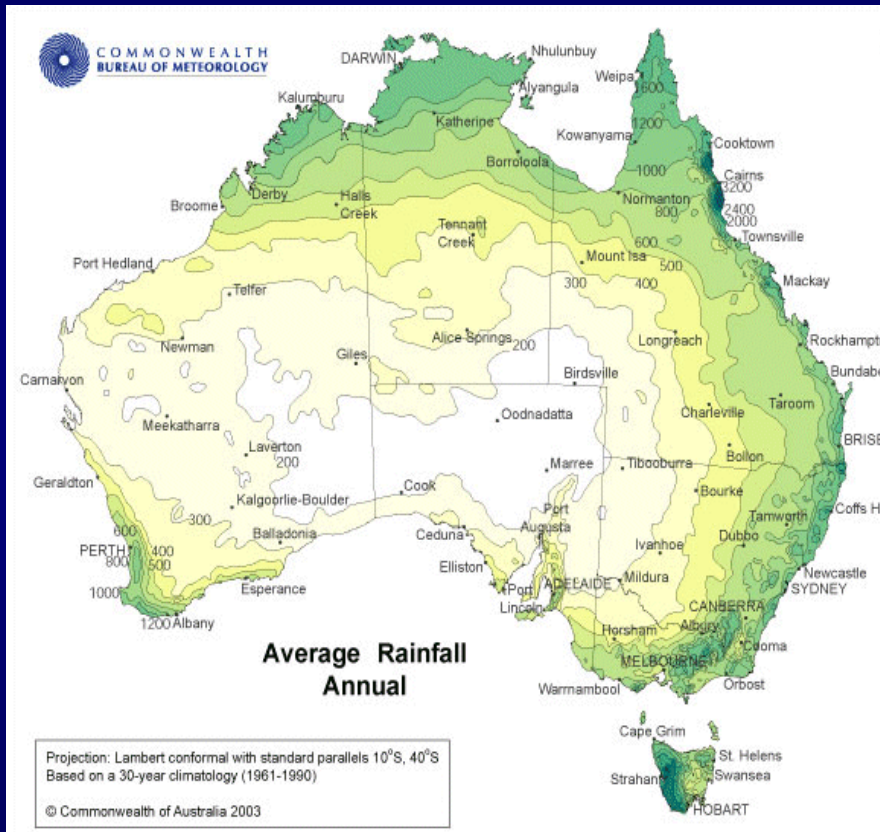 COMMONWEALTH
BUREAU OF METEOROLOGY
DARWIN
Nhulunbuy
Weipa
Alyangula
1600
Kalumburu
Katherine
1200
Kowanyama
Cooktown
Borroloola
1000
Cairns
Derby
Halls
Creek
Normanton
3200
Broome
800
2400
2000
Tennant
Creek
600
Townsville
Mount Isa
500
Port Hedland
300
400
Mackay
Telfer
Newman
Alice Springs
200
Longreach
Rockhampt
Giles
Birdsville
Bundabe
Carnarvon
Charleville
Taroom
Meekatharra
Oodnadatta
BRISB
Laverton
Bollon
200
Marree
Tibooburra
Geraldton
Cook
Bourke
Kalgoorlie-Boulder
Port
Augusta
Tamworth
Coffs H
300
600
Balladonia
Ceduna
Dubbo
PERTH
400
Ivanhoe
800
500
Elliston
Newcastle
1000
Esperance
Port
Lincoln
ADELAIDE
Mildura
SYDNEY
CANBERRA
1200
Albany
Horsham
Albury
Cooma
MELBOURNE
Average Rainfall
Annual
Warrnambool
Orbost
Cape Grim
Projection: Lambert conformal with standard parallels 10°S, 40°S
Based on a 30-year climatology (1961-1990)
© Commonwealth of Australia 2003
St. Helens
Strahan
Swansea
HOBART